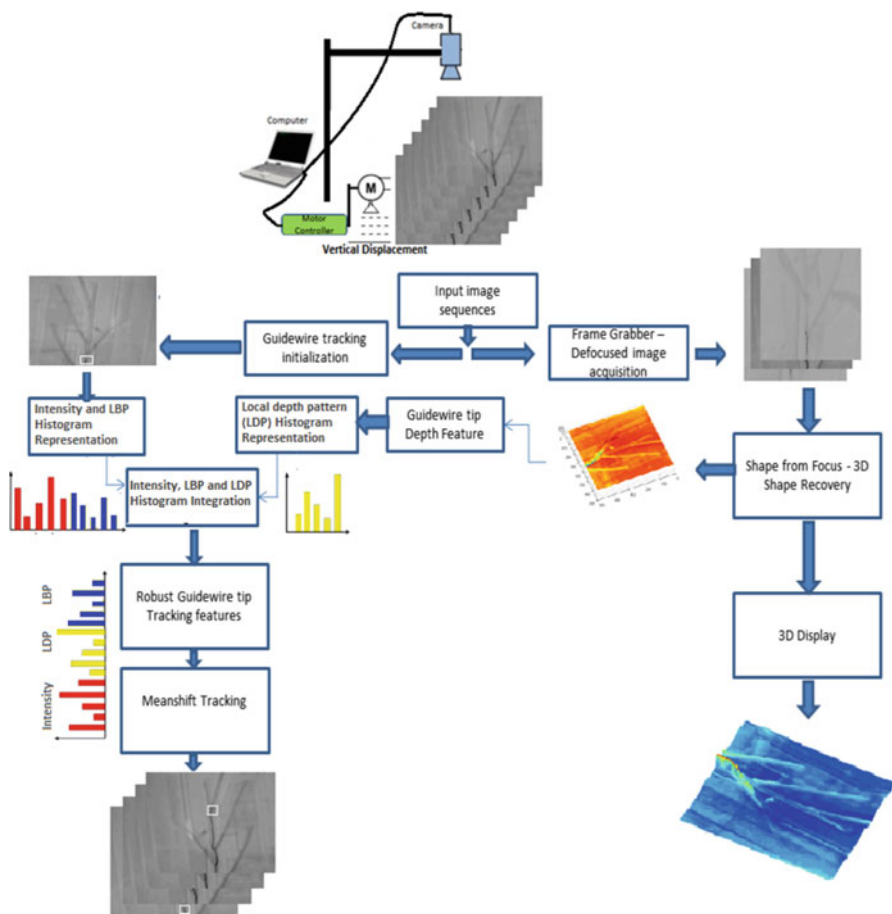 Camera
Computer
M
Motor
Controller
Vertical Displacement
Input image
sequences
Guidewire tracking
initialization
Frame Grabber –
Defocused image
acquisition
Intensity and LBP
Histogram
Representation
Local depth pattern
(LDP) Histogram
Representation
Guidewire tip
Depth Feature
Shape from Focus - 3D
Shape Recovery
Intensity, LBP and LDP
Histogram Integration
LBP
LDP
Intensity
Robust Guidewire tip
Tracking features
3D Display
Meanshift Tracking